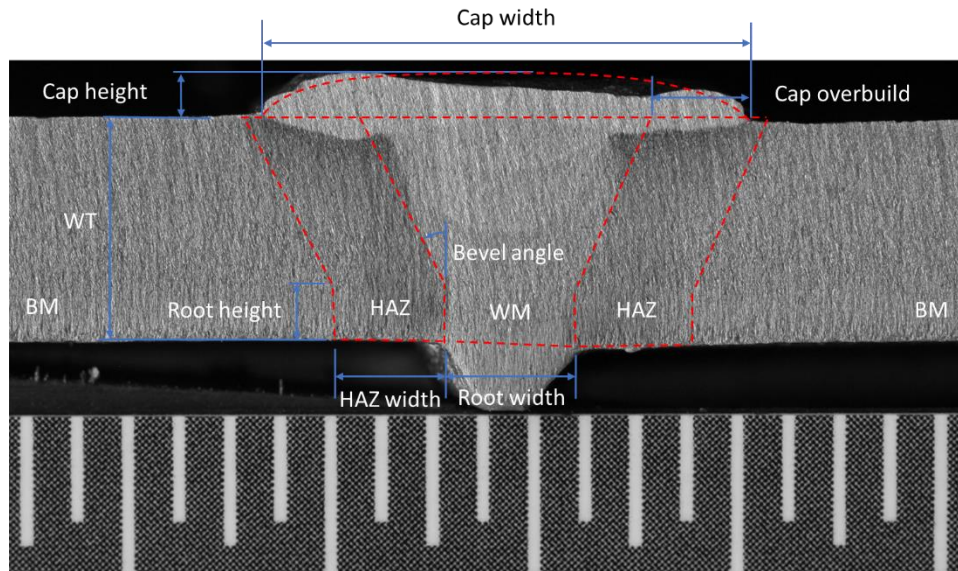 Cap width
Cap height
Cap overbuild
WT
Bevel angle
BM
Root height
HAZ
WM
HAZ
BM
HAZ width
Root width